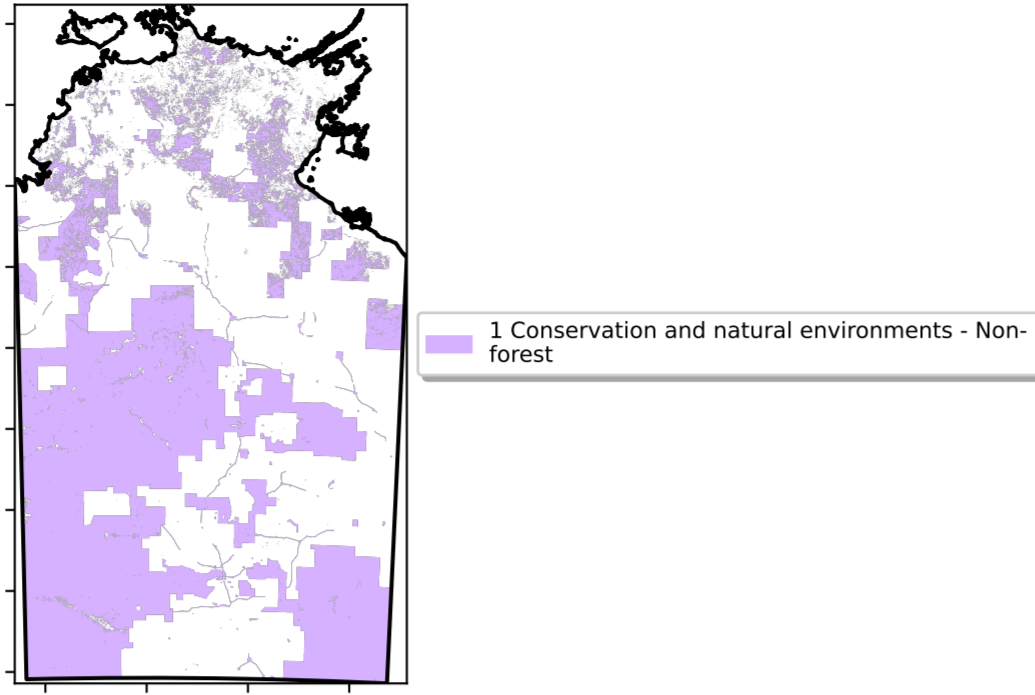 1 Conservation and natural environments - Non-
forest